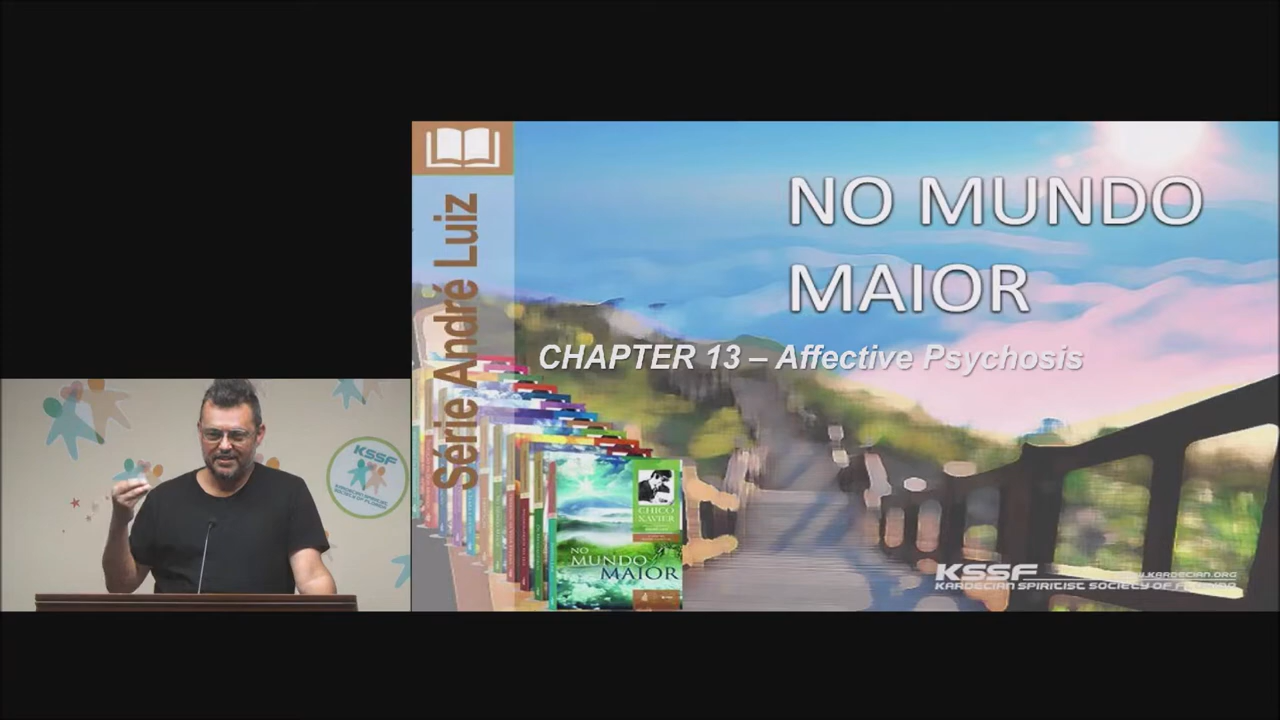 NO MUNDO
MAIOR
CHAPTER 13 – Affective Psychosis
Série André Luiz
CHICO
XAVIER
NO
MUNDO
MAIOR
KSSF
KARDECIAN SPIRITIST SOCIETY OF FLORIDA
KSSF